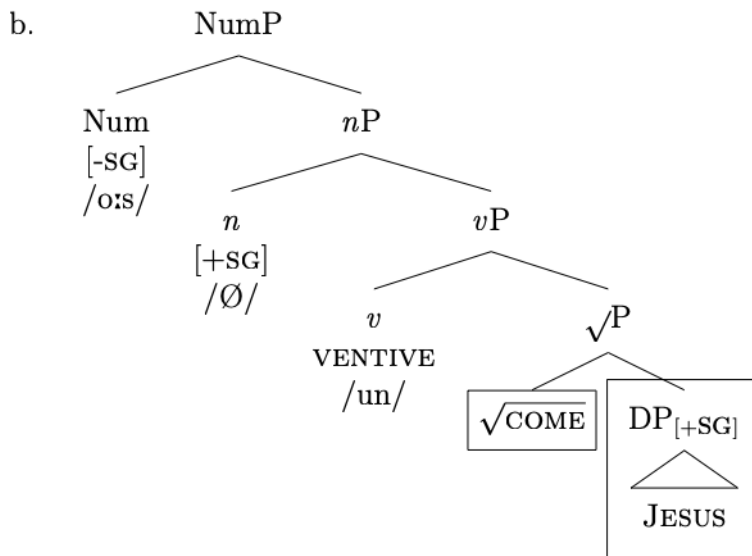 b.
NumP
Num
nP
[-SG]
/oːs/
n
vP
[+SG]
/Ø/
v
√P
VENTIVE
/un/
√COME
DP[+SG]
JESUS